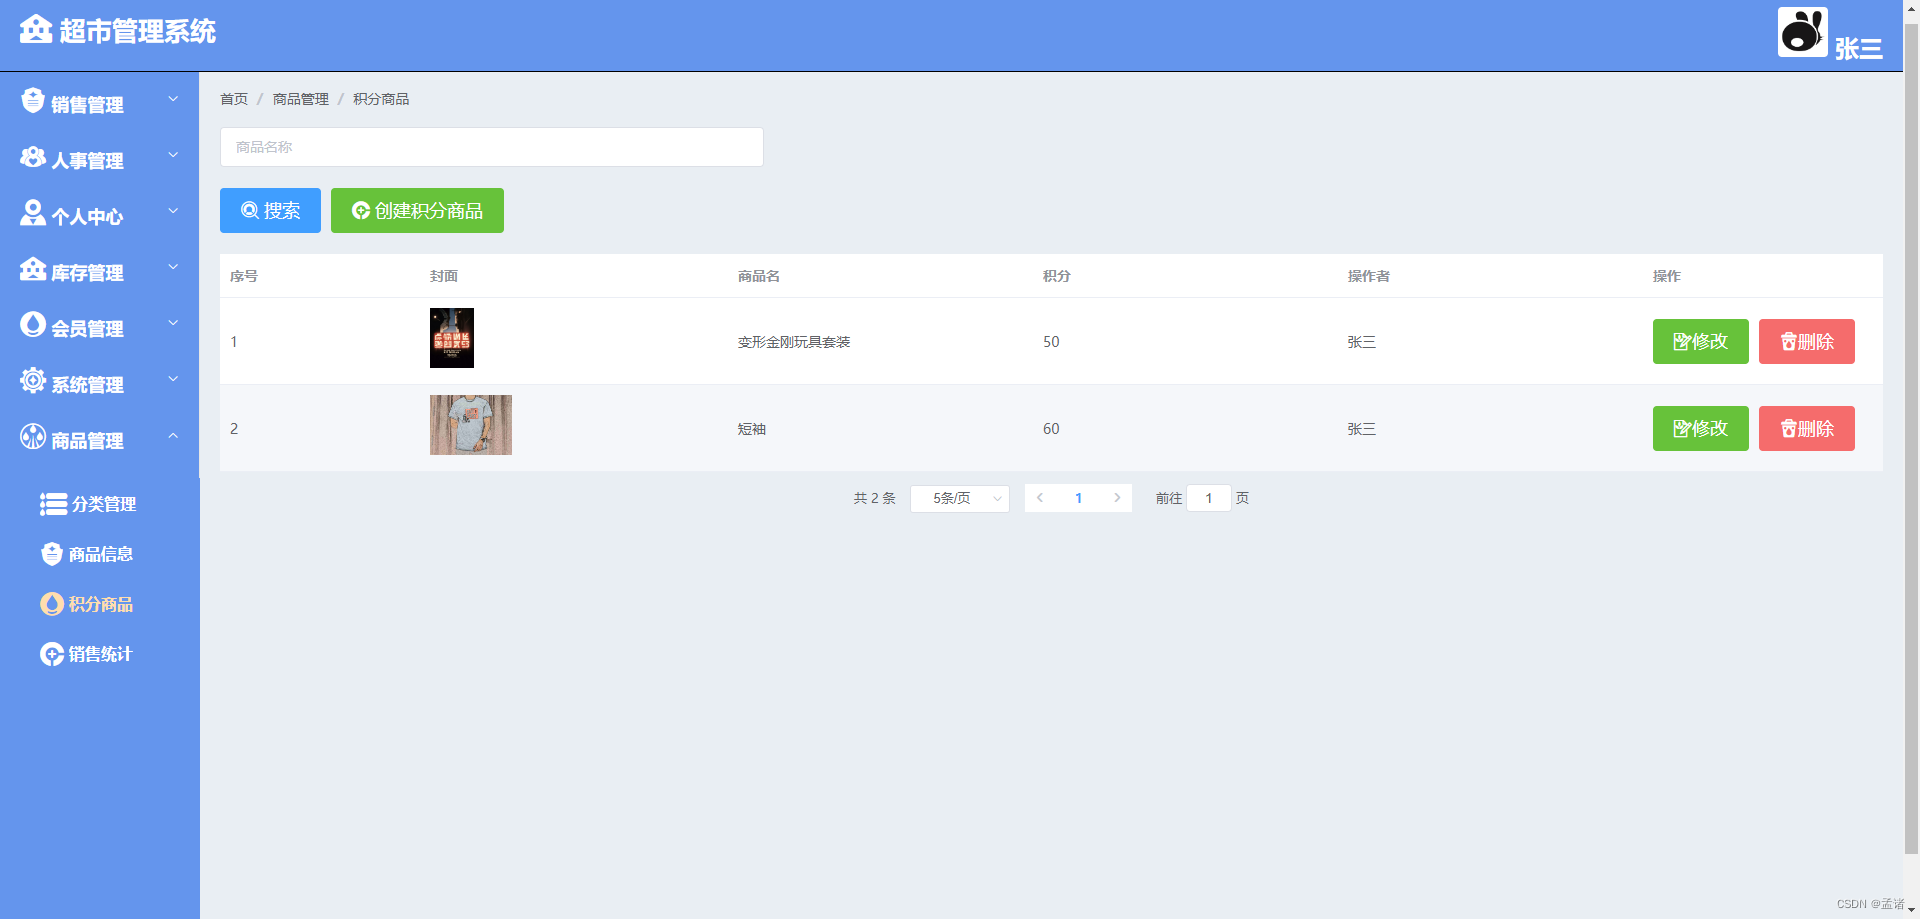 超市管理系统
张三
销售管理
人事管理
个人中心
库存管理
会员管理
系统管理
商品管理
分类管理
商品信息
积分商品
销售统计
首页 / 商品管理 / 积分商品
商品名称
搜索 创建积分商品
序号 封面 商品名 积分 操作者 操作
1 变形金刚玩具套装 50 张三 修改 删除
2 短袖 60 张三 修改 删除
共 2 条 5条/页 1 前往 1 页
CSDN @孟诸